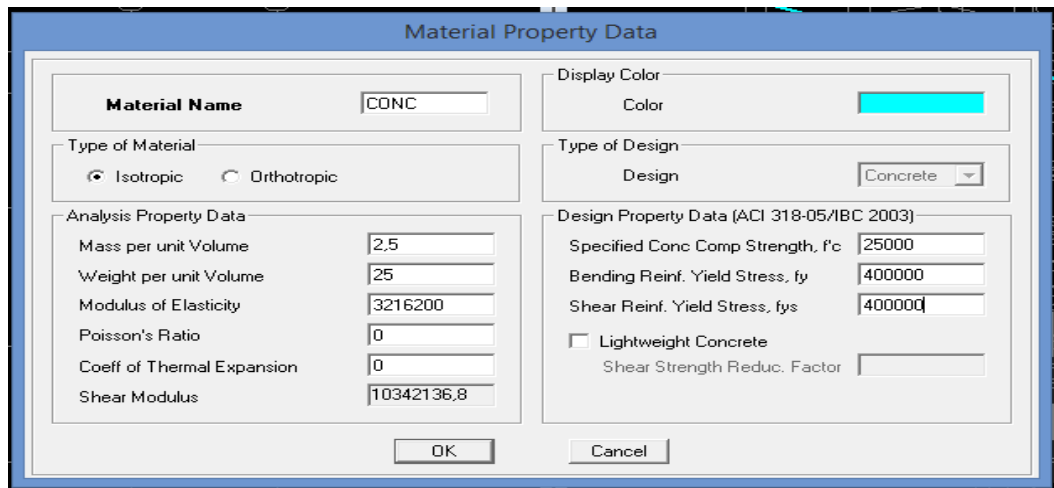 Material Property Data
Material Name CONC
Display Color
Color
Type of Material
Isotropic Orthotropic
Type of Design
Design Concrete
Analysis Property Data
Mass per unit Volume 2,5
Weight per unit Volume 25
Modulus of Elasticity 3216200
Poisson's Ratio 0
Coeff of Thermal Expansion 0
Shear Modulus 10342136,8
Design Property Data (ACI 318-05/IBC 2003)
Specified Conc Comp Strength, f'c 25000
Bending Reinf. Yield Stress, fy 400000
Shear Reinf. Yield Stress, fys 400000
Lightweight Concrete
Shear Strength Reduc. Factor
OK Cancel